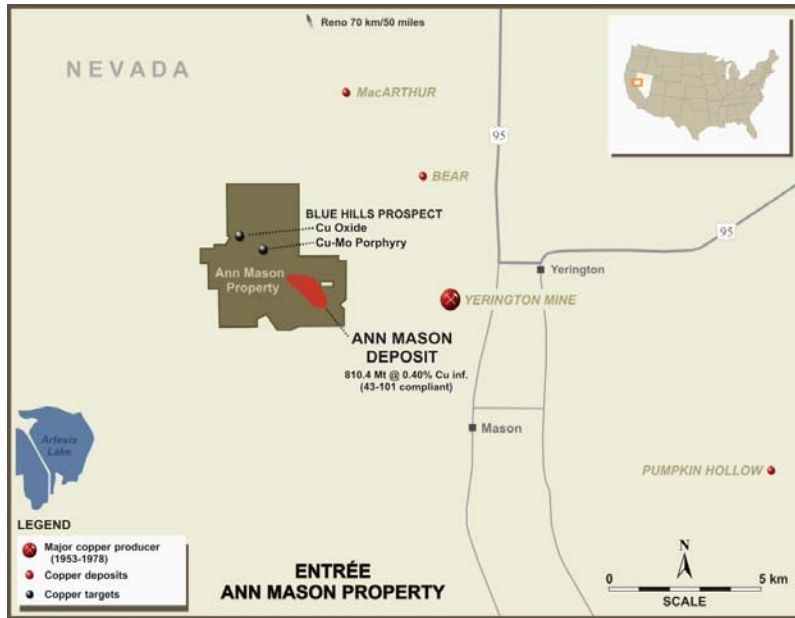 Reno 70 km/50 miles
NEVADA
MacARTHUR
95
BEAR
BLUE HILLS PROSPECT
Cu Oxide
Cu-Mo Porphyry
95
Ann Mason
Property
Yerington
YERINGTON MINE
ANN MASON
DEPOSIT
810.4 Mt @ 0.40% Cu inf.
(43-101 compliant)
Artesia
Lake
Mason
PUMPKIN HOLLOW
LEGEND
Major copper producer
(1953-1978)
Copper deposits
Copper targets
ENTRÉE
ANN MASON PROPERTY
N
0 5 km
SCALE